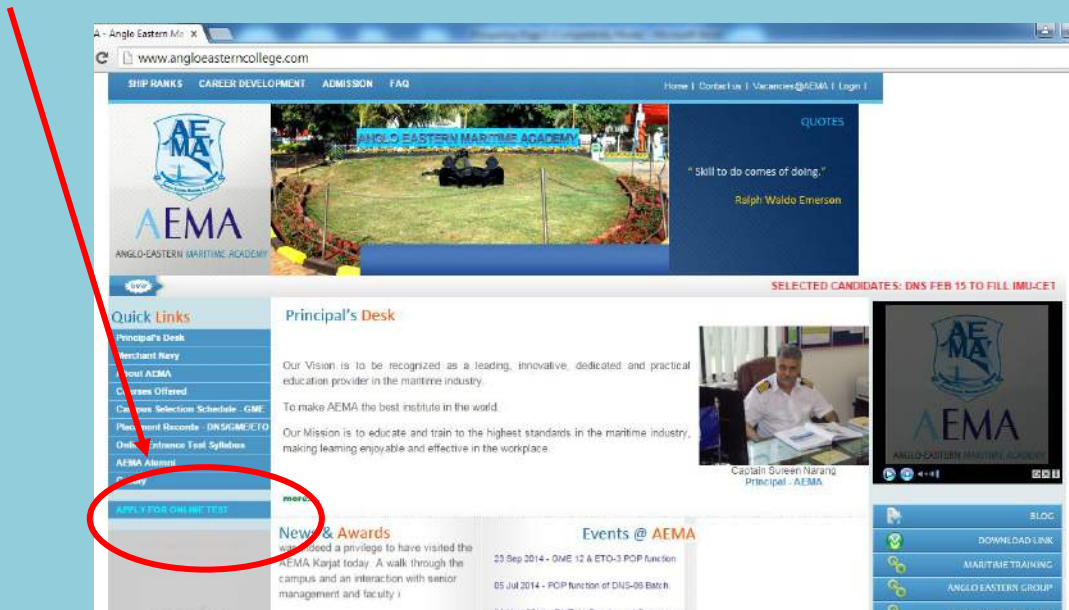 A - Anglo Eastern Ma
www.angloeasterncollege.com
SHIP RANKS CAREER DEVELOPMENT ADMISSION FAQ
Home | Contact us | Vacancies@AEMA | Login |
AE
MA
AEMA
ANGLO-EASTERN MARITIME ACADEMY
ANGLO EASTERN MARITIME ACADEMY
QUOTES
" Skill to do comes of doing."
Ralph Waldo Emerson
SELECTED CANDIDATES: DNS FEB 15 TO FILL IMU-CET
Quick Links
Principal's Desk
Merchant Navy
About AEMA
Courses Offered
Campus Selection Schedule - GME
Placement Records - DNS/GME/ETO
Entrance Test Syllabus
AEMA Alumni
APPLY FOR ONLINE TEST
Principal's Desk
Our Vision is to be recognized as a leading, innovative, dedicated and practical
education provider in the maritime industry.
To make AEMA the best institute in the world.
Our Mission is to educate and train to the highest standards in the maritime industry,
making learning enjoyable and effective in the workplace.
more.
Captain Sureen Narang
Principal - AEMA
News & Awards
was indeed a privilege to have visited the
AEMA Karjat today. A walk through the
campus and an interaction with senior
management and faculty i
Events @ AEMA
23 Sep 2014 - GME 12 & ETO-3 POP function
05 Jul 2014 - POP function of DNS-08 Batch.
AE
MA
AEMA
ANGLO-EASTERN MARITIME ACADEMY
BLOG
DOWNLOAD LINK
MARITIME TRAINING
ANGLO EASTERN GROUP